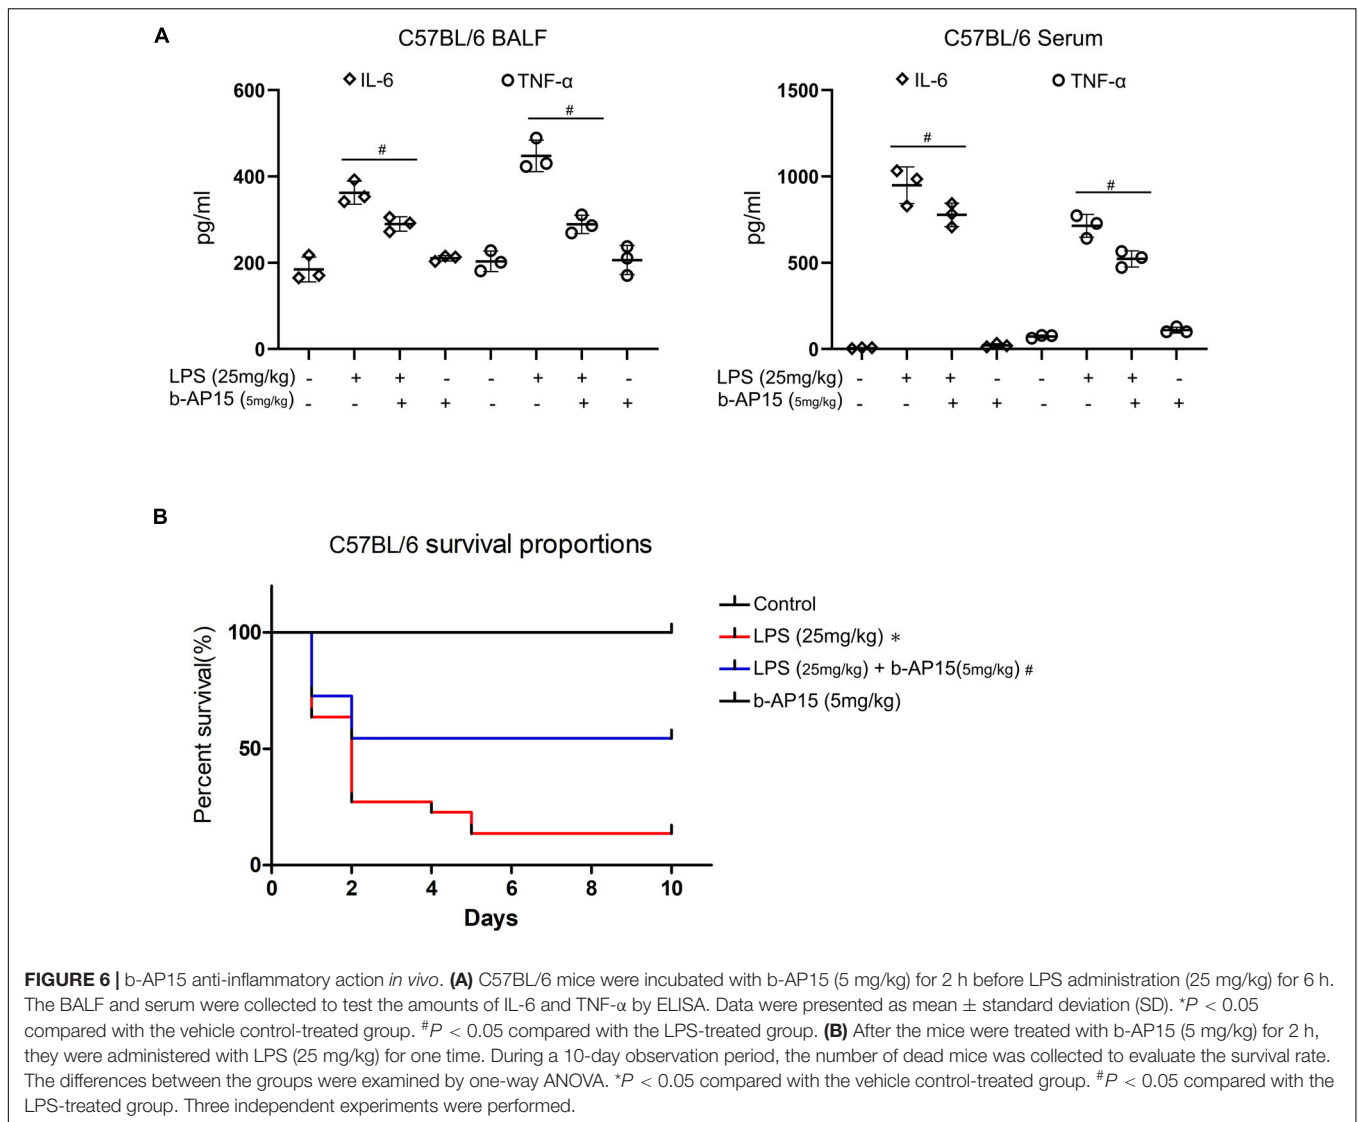 A
C57BL/6 BALF
IL-6
TNF-α
600
400
200
0
pg/ml
#
#
LPS (25mg/kg) - + + - - + + -
b-AP15 (5mg/kg) - - + + - - + +
C57BL/6 Serum
IL-6
TNF-α
1500
1000
500
0
pg/ml
#
#
LPS (25mg/kg) - + + - - + + -
b-AP15 (5mg/kg) - - + + - - + +
B
C57BL/6 survival proportions
Percent survival(%)
100
50
0
0 2 4 6 8 10
Days
Control
LPS (25mg/kg) *
LPS (25mg/kg) + b-AP15(5mg/kg) #
b-AP15 (5mg/kg)
FIGURE 6 | b-AP15 anti-inflammatory action in vivo. (A) C57BL/6 mice were incubated with b-AP15 (5 mg/kg) for 2 h before LPS administration (25 mg/kg) for 6 h.
The BALF and serum were collected to test the amounts of IL-6 and TNF-α by ELISA. Data were presented as mean ± standard deviation (SD). *P < 0.05
compared with the vehicle control-treated group. #P < 0.05 compared with the LPS-treated group. (B) After the mice were treated with b-AP15 (5 mg/kg) for 2 h,
they were administered with LPS (25 mg/kg) for one time. During a 10-day observation period, the number of dead mice was collected to evaluate the survival rate.
The differences between the groups were examined by one-way ANOVA. *P < 0.05 compared with the vehicle control-treated group. #P < 0.05 compared with the
LPS-treated group. Three independent experiments were performed.